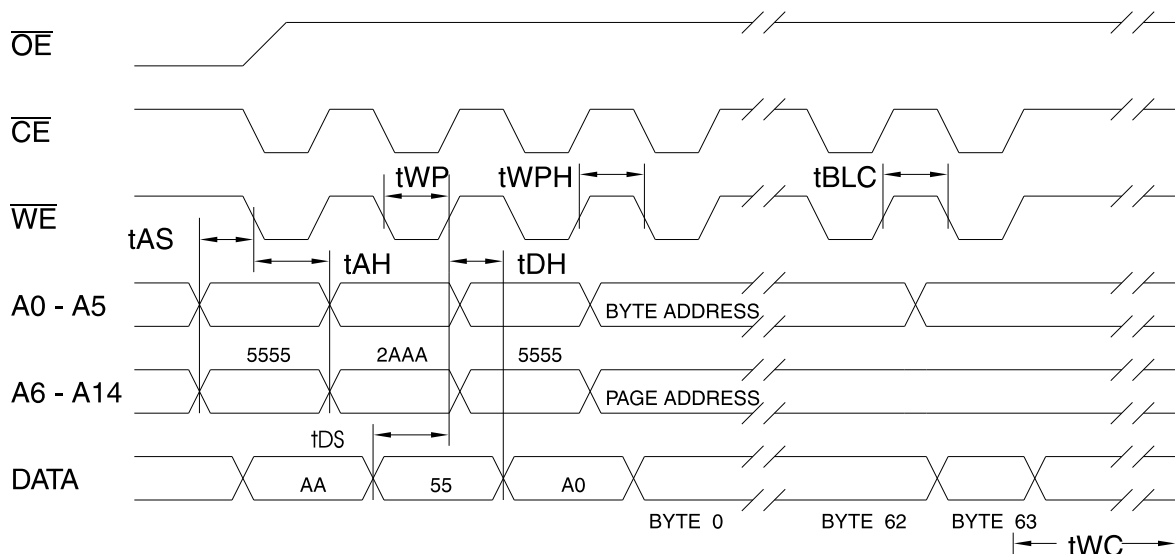 OE
CE
tWP tWPH tBLC
WE
tAS
tAH tDH
A0 - A5 BYTE ADDRESS
5555 2AAA 5555
A6 - A14 PAGE ADDRESS
tDS
DATA AA 55 A0
BYTE 0 BYTE 62 BYTE 63
tWC